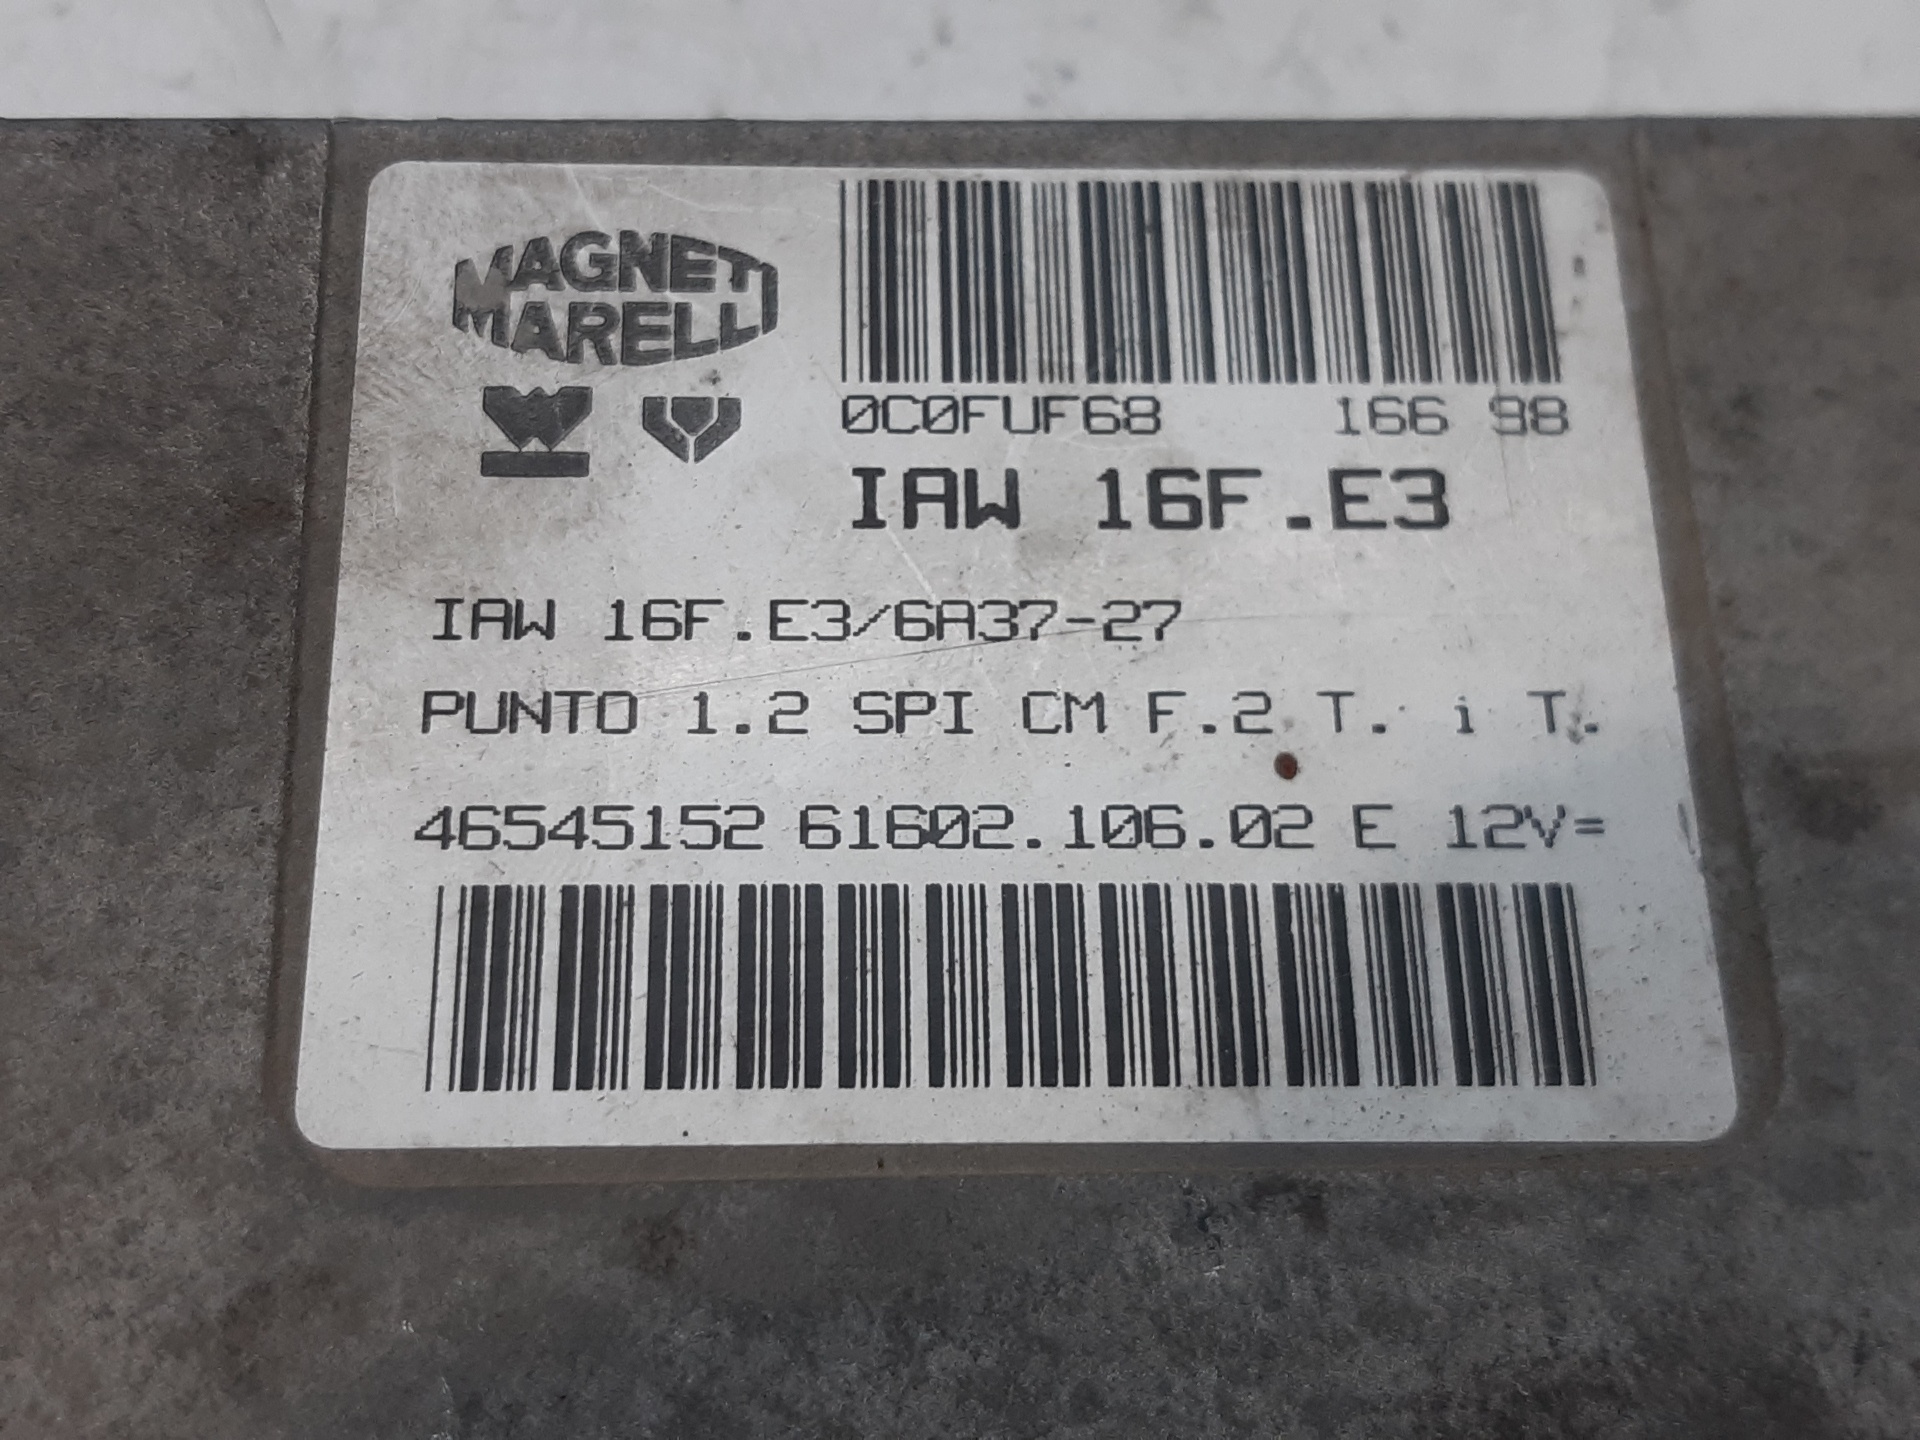 MAGNETI
MARELLI
0C0FUF68 166 98
IAW 16F.E3
IAW 16F.E3/6A37-27
PUNTO 1.2 SPI CM F.2 T. i T.
46545152 61602.106.02 E 12V=